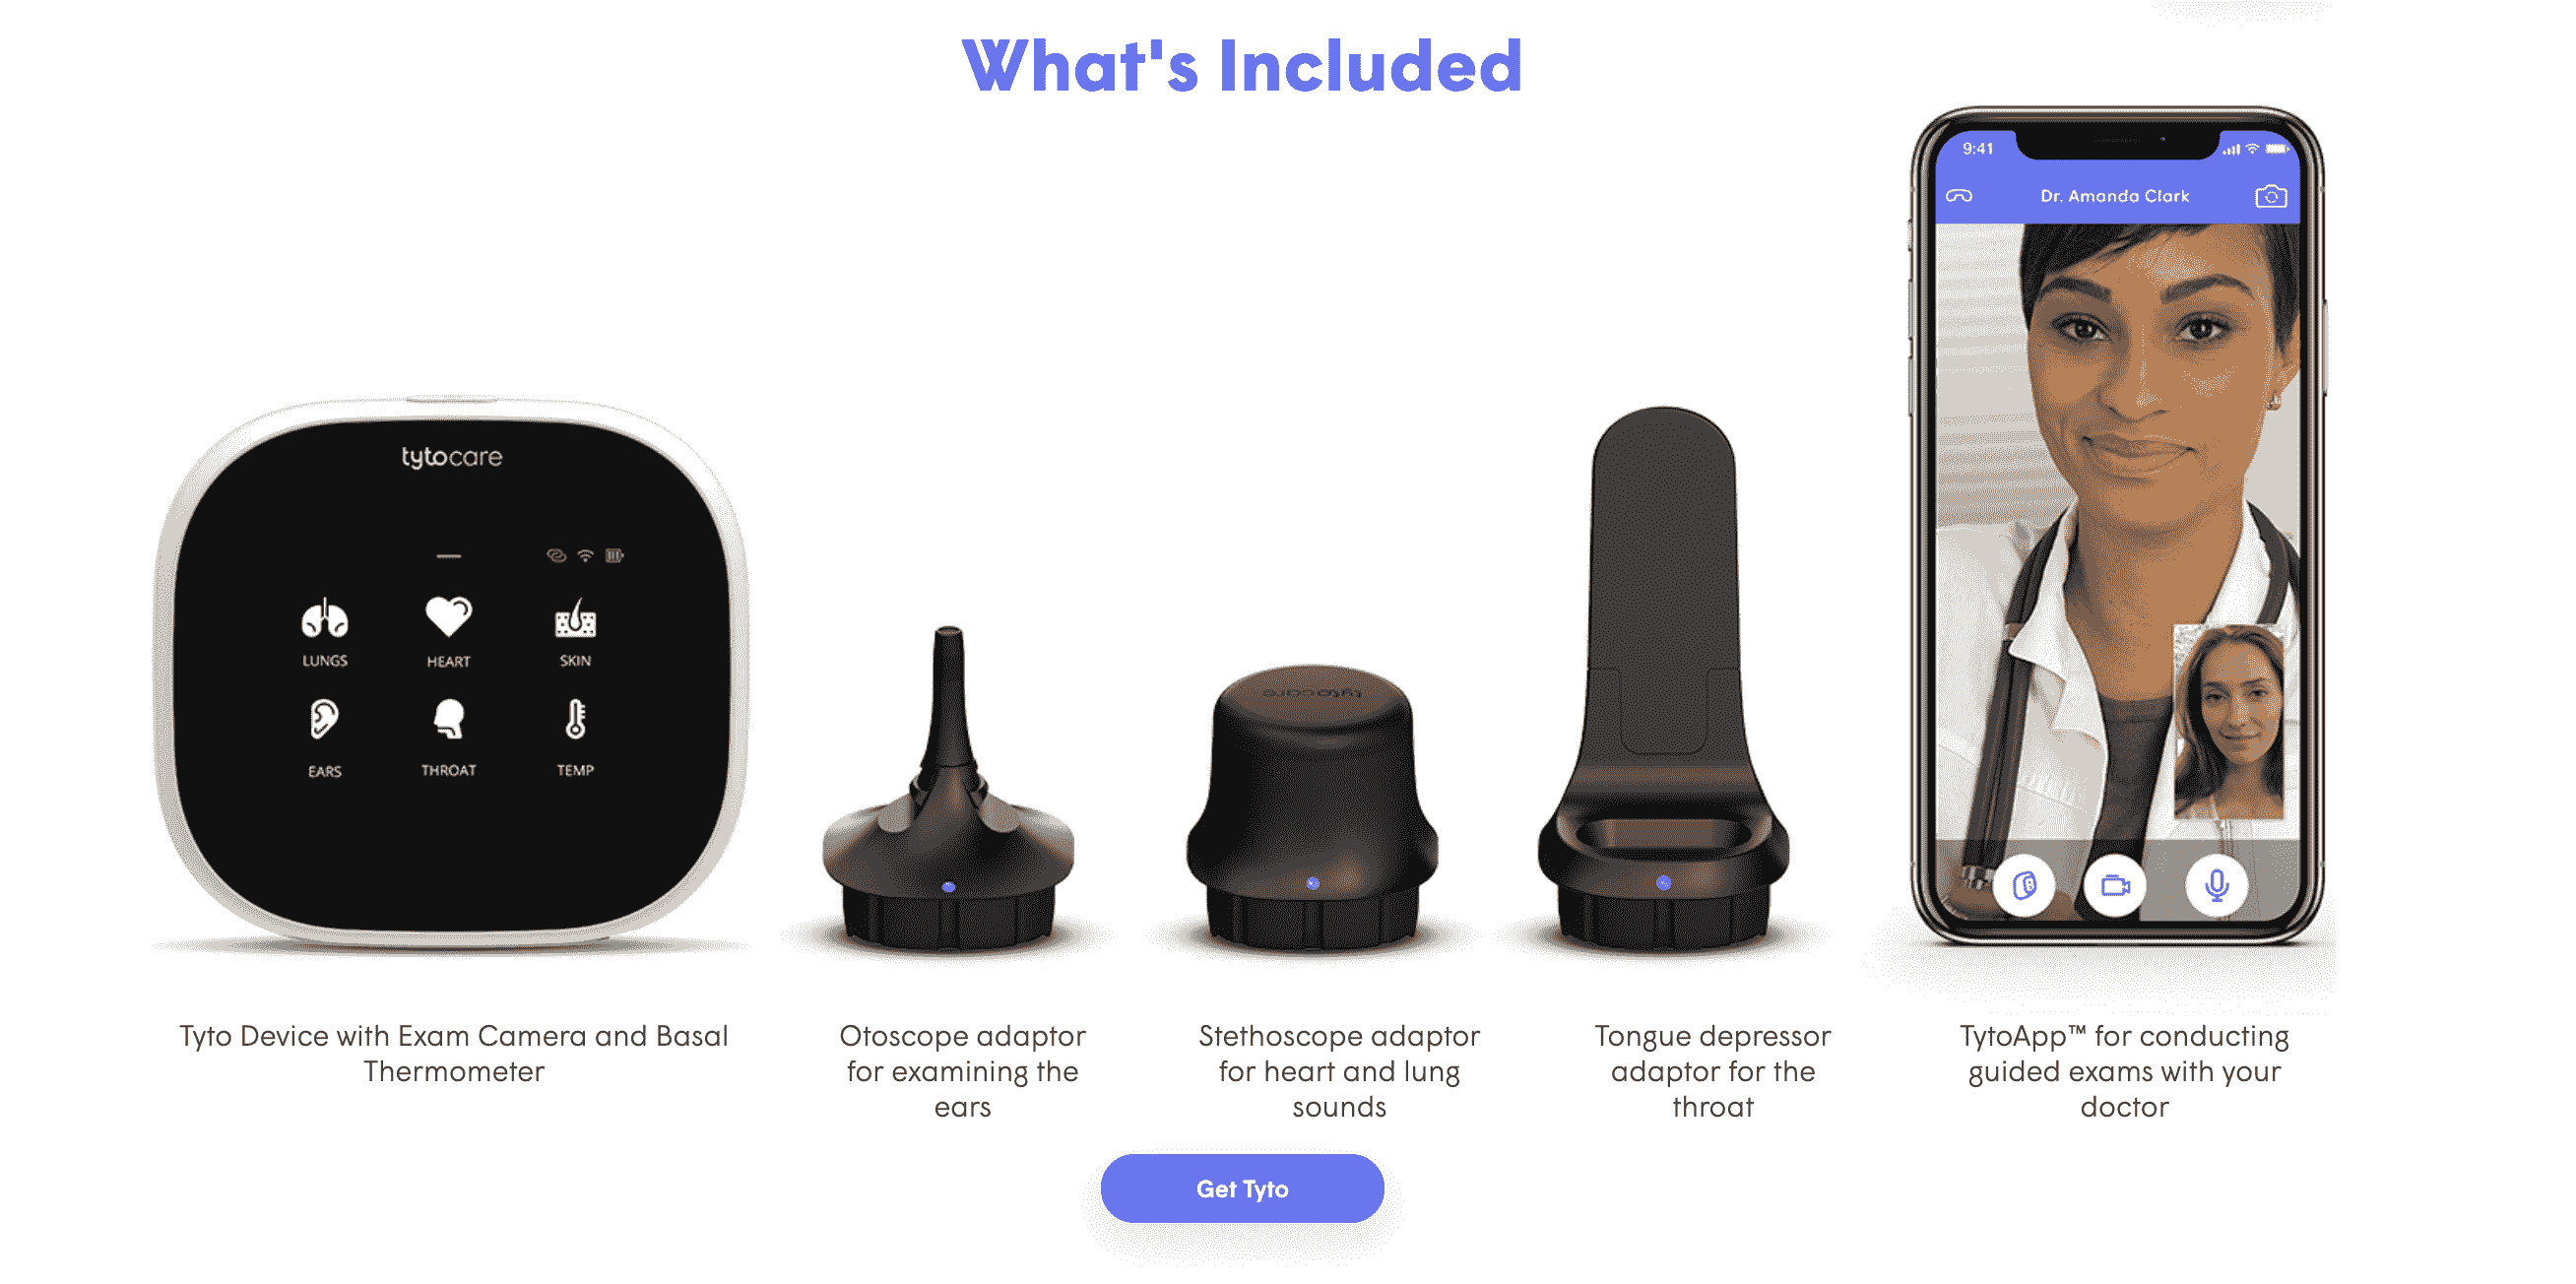 What's Included
9:41
Dr. Amanda Clark
tytocare
LUNGS
HEART
SKIN
EARS
THROAT
TEMP
tytocare
Tyto Device with Exam Camera and Basal
Thermometer
Otoscope adaptor
for examining the
ears
Stethoscope adaptor
for heart and lung
sounds
Tongue depressor
adaptor for the
throat
TytoApp™ for conducting
guided exams with your
doctor
Get Tyto